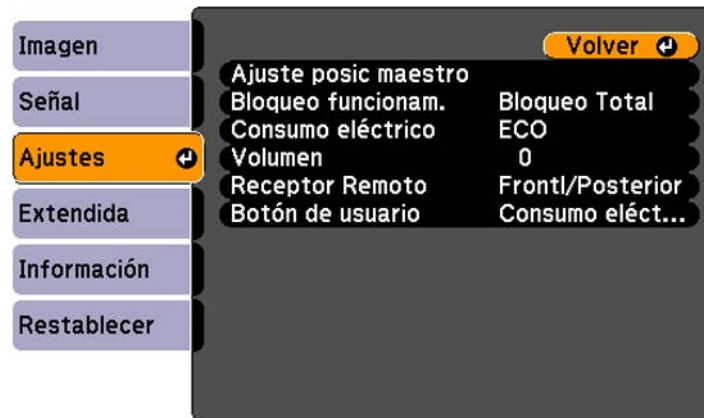 Imagen
Señal
Ajustes
Extendida
Información
Restablecer
Volver
Ajuste posic maestro
Bloqueo funcionam. Bloqueo Total
Consumo eléctrico ECO
Volumen 0
Receptor Remoto Frontl/Posterior
Botón de usuario Consumo eléct...